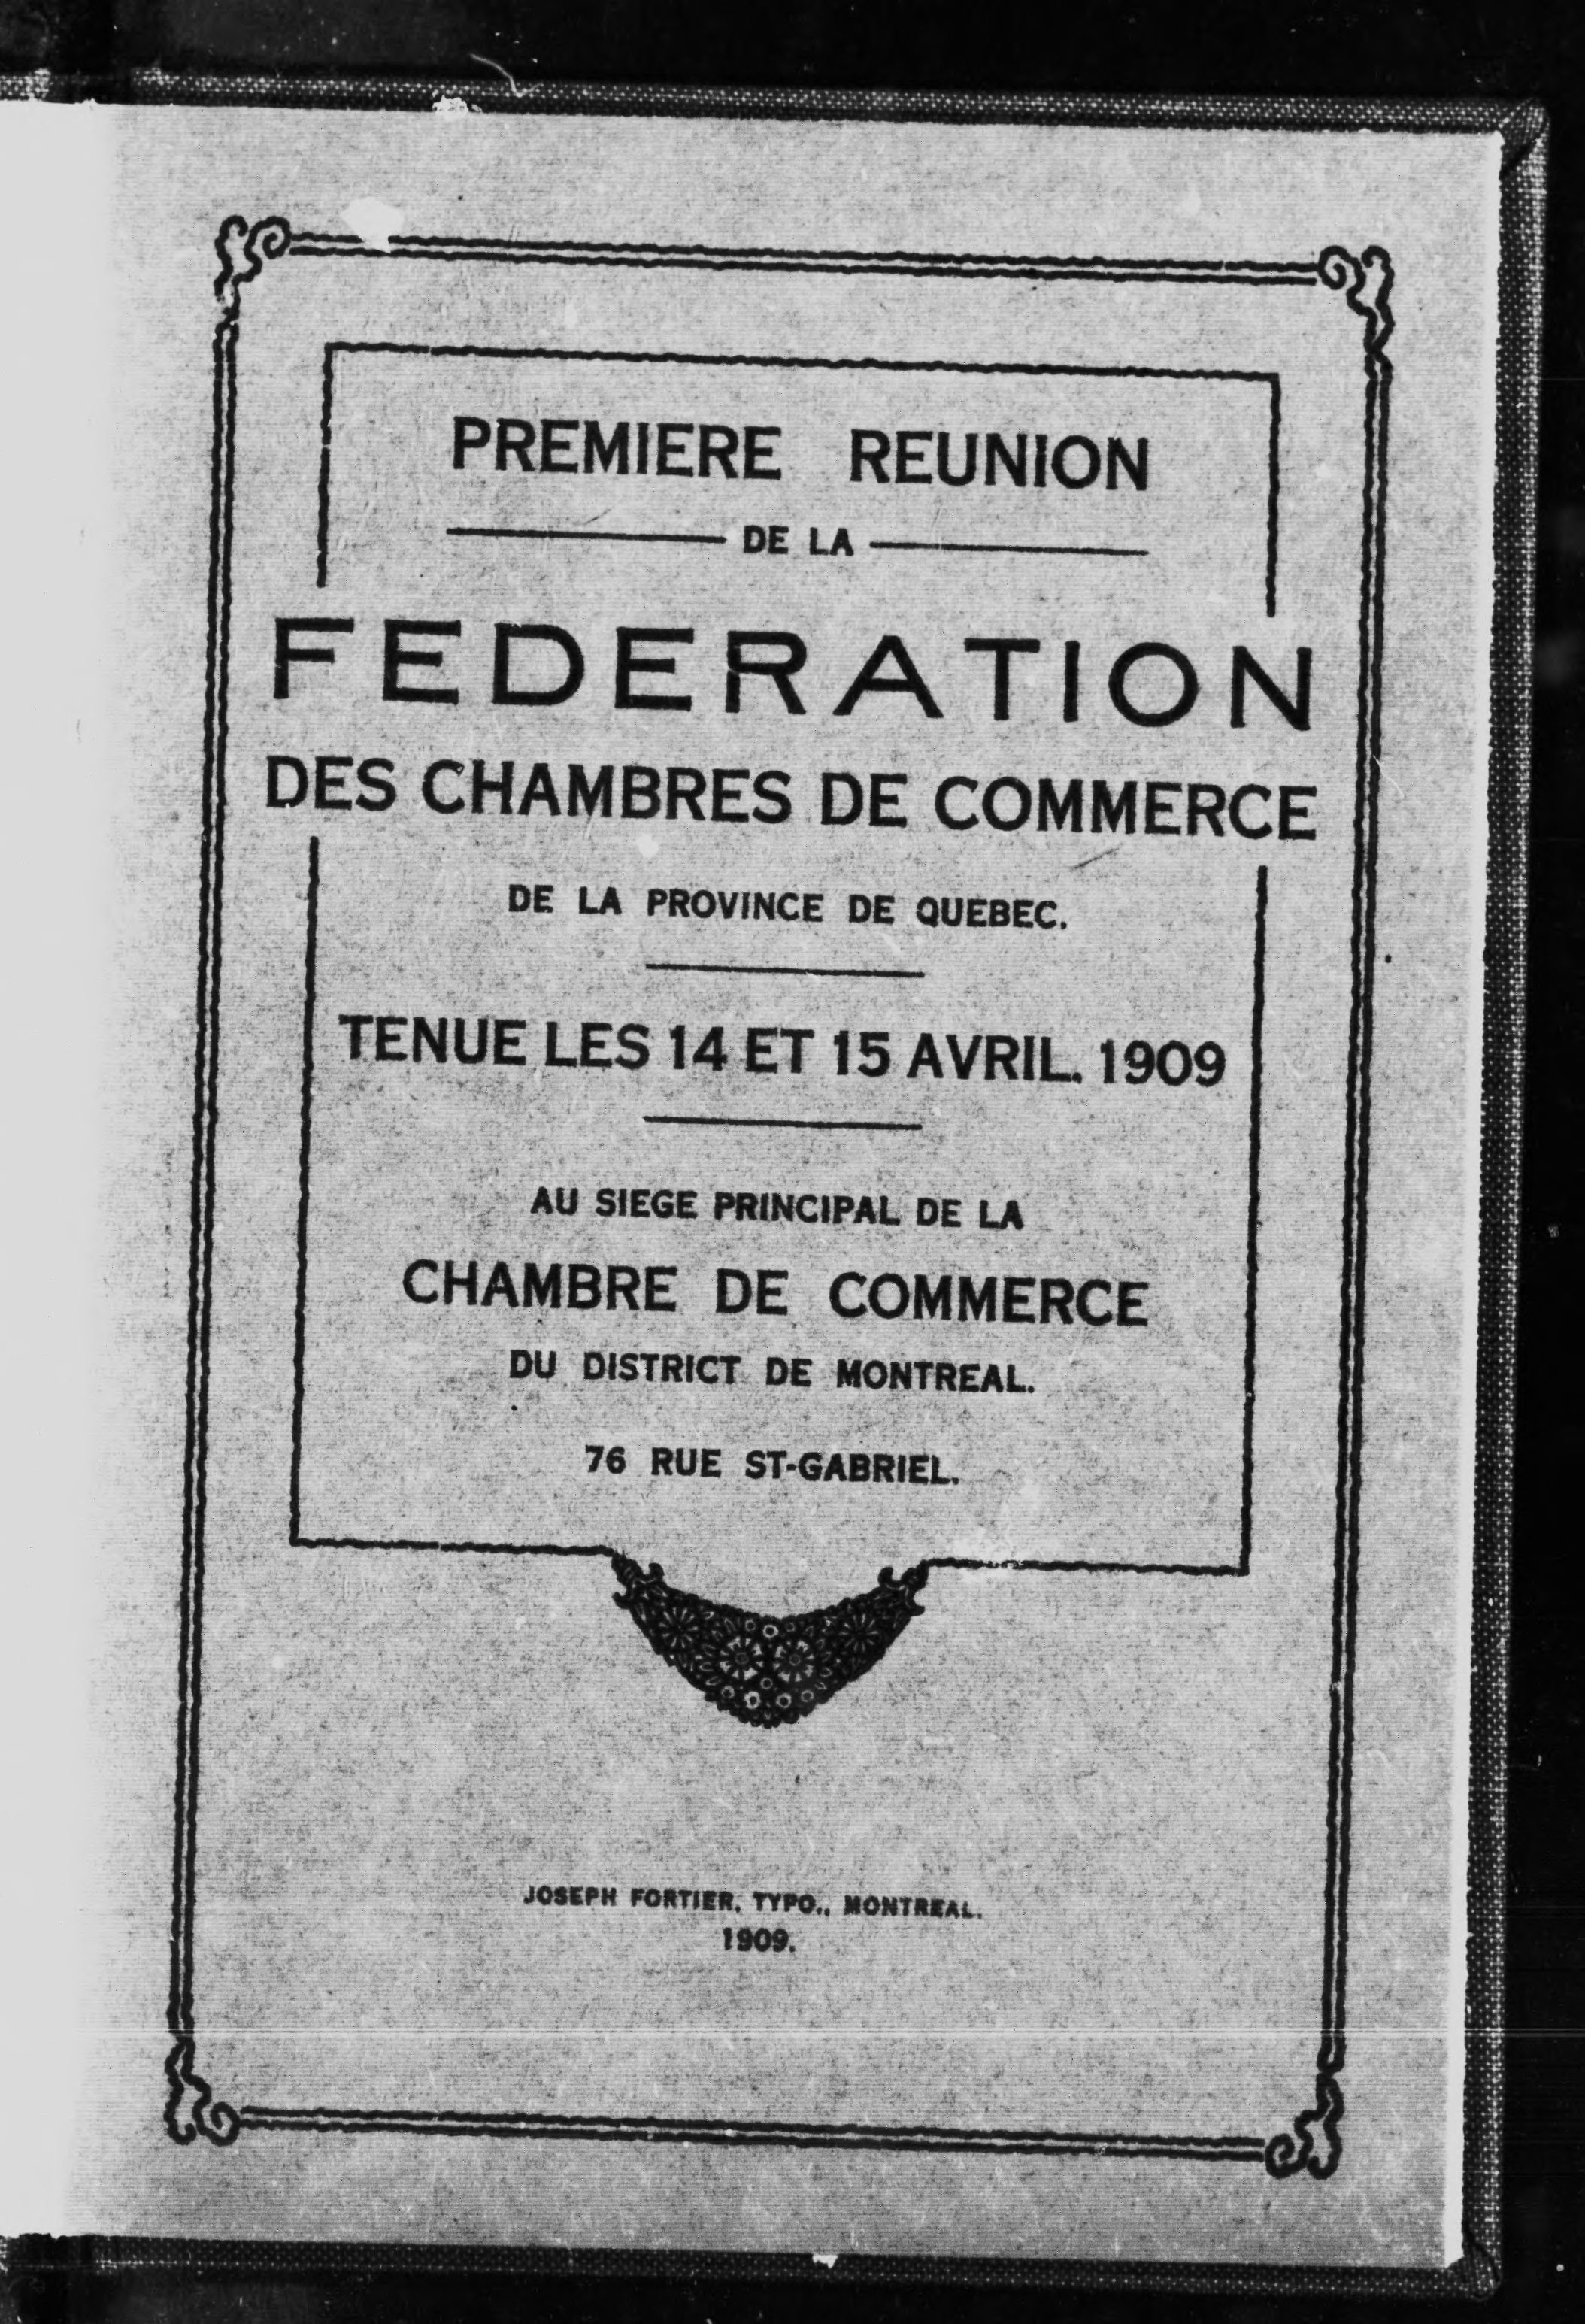 PREMIERE REUNION
DE LA
FEDERATION
DES CHAMBRES DE COMMERCE
DE LA PROVINCE DE QUEBEC.
TENUE LES 14 ET 15 AVRIL. 1909
AU SIEGE PRINCIPAL DE LA
CHAMBRE DE COMMERCE
DU DISTRICT DE MONTREAL.
76 RUE ST-GABRIEL.
JOSEPH FORTIER, TYPO., MONTREAL.
1909.